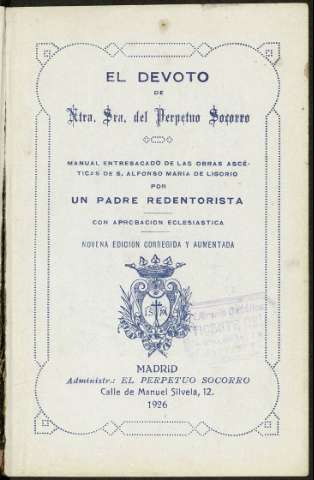 EL DEVOTO
DE
Ntra. Sra. del Perpetuo Socorro
MANUAL ENTRESACADO DE LAS OBRAS ASCÉ-
TICAS DE S. ALFONSO MARIA DE LIGORIO
POR
UN PADRE REDENTORISTA
CON APROBACION ECLESIASTICA
NOVENA EDICION CORREGIDA Y AUMENTADA
MADRID
Administr.: EL PERPETUO SOCORRO
Calle de Manuel Silvela, 12.
1926